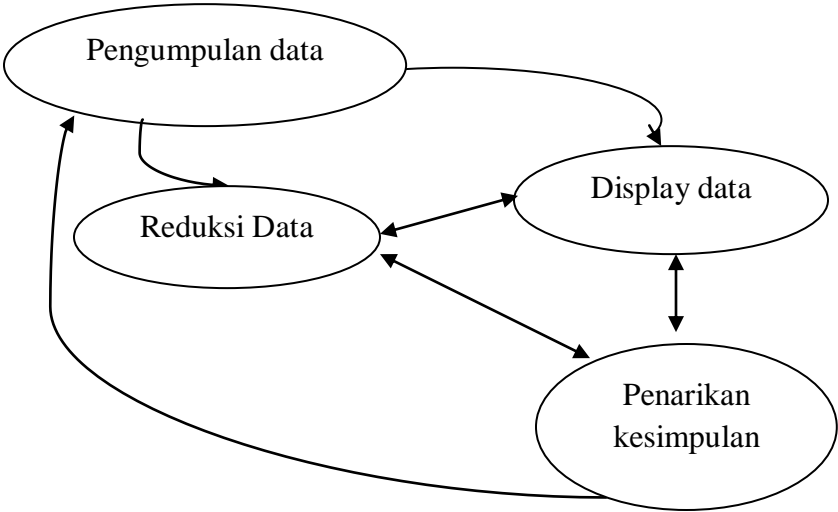 Pengumpulan data
Display data
Reduksi Data
Penarikan
kesimpulan